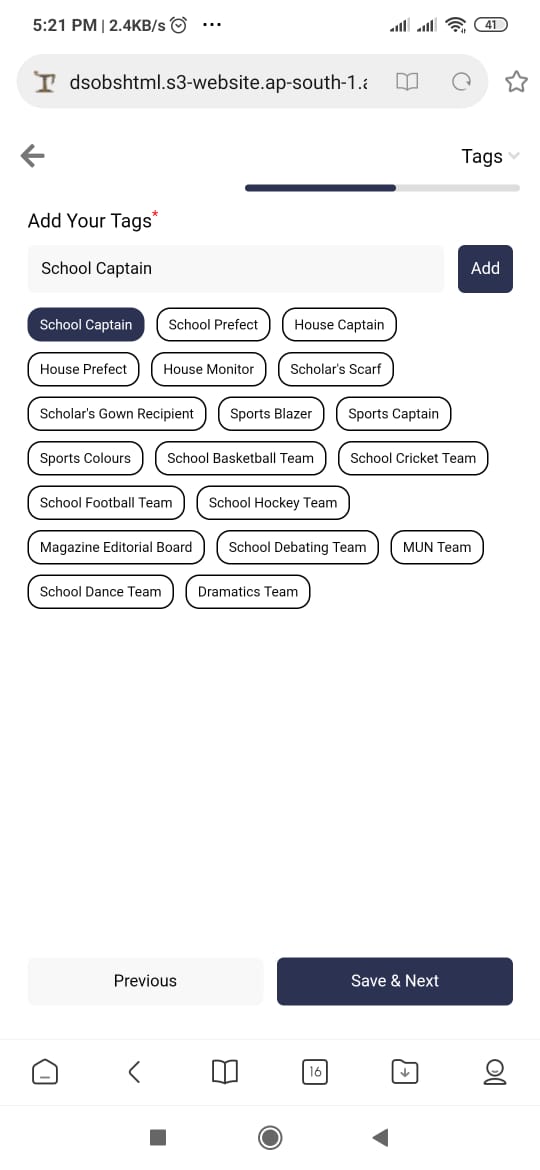 5:21 PM | 2.4KB/s ... 41
dsobshtml.s3-website.ap-south-1.
Tags
Add Your Tags*
School Captain Add
School Captain School Prefect House Captain
House Prefect House Monitor Scholar's Scarf
Scholar's Gown Recipient Sports Blazer Sports Captain
Sports Colours School Basketball Team School Cricket Team
School Football Team School Hockey Team
Magazine Editorial Board School Debating Team MUN Team
School Dance Team Dramatics Team
Previous Save & Next
16